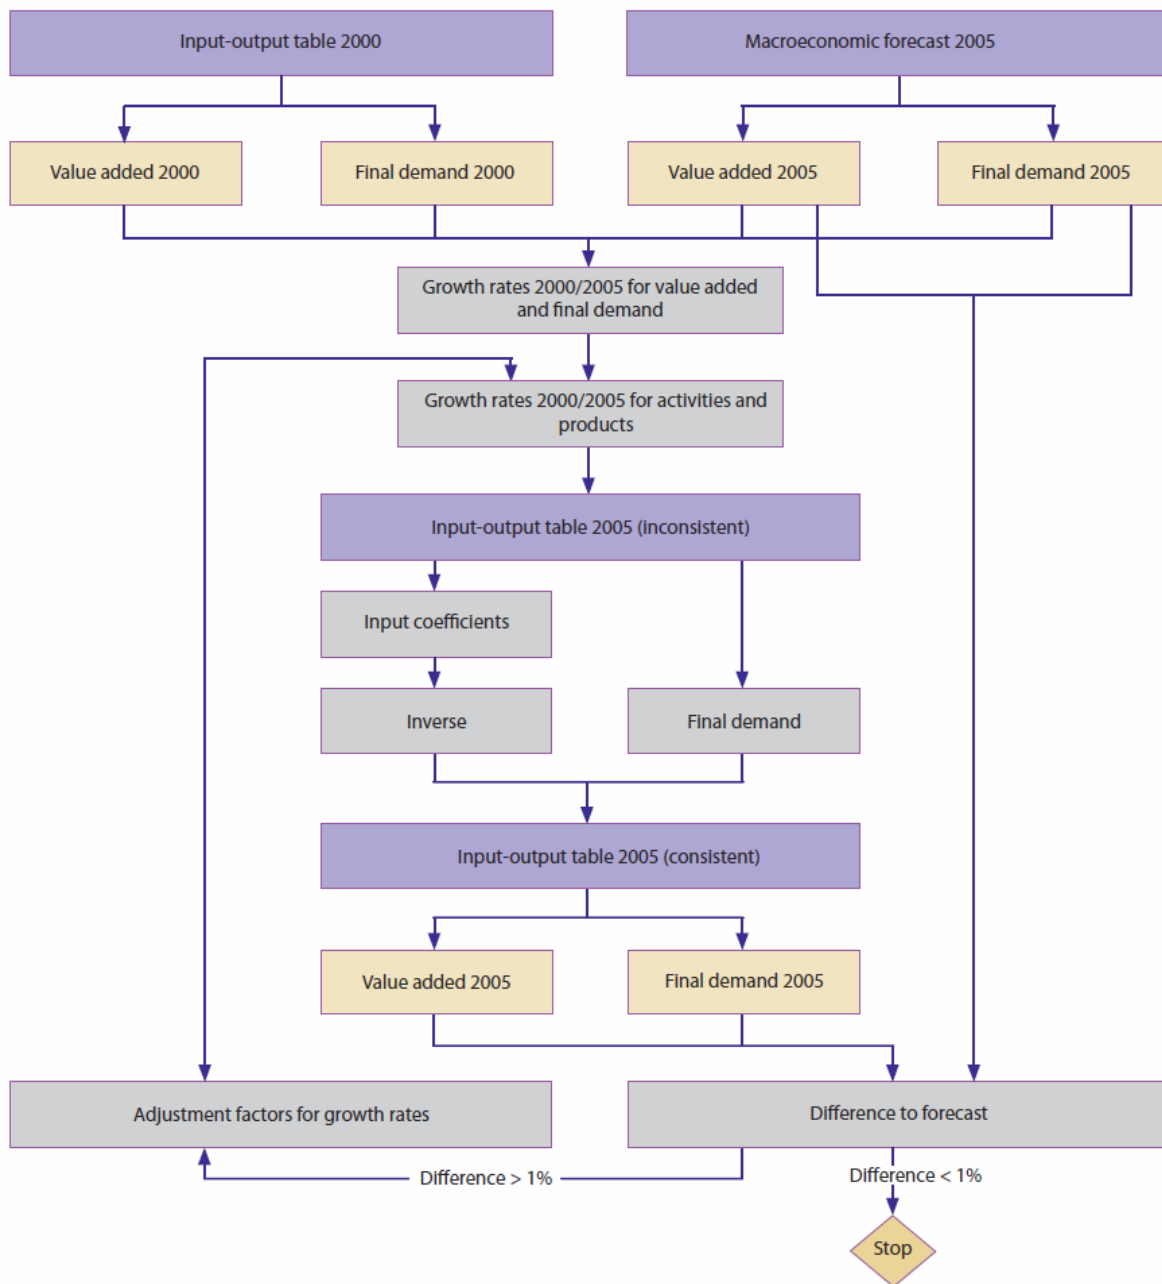 Input-output table 2000
Macroeconomic forecast 2005
Value added 2000
Final demand 2000
Value added 2005
Final demand 2005
Growth rates 2000/2005 for value added
and final demand
Growth rates 2000/2005 for activities and
products
Input-output table 2005 (inconsistent)
Input coefficients
Inverse
Final demand
Input-output table 2005 (consistent)
Value added 2005
Final demand 2005
Adjustment factors for growth rates
Difference to forecast
Difference > 1%
Difference < 1%
Stop